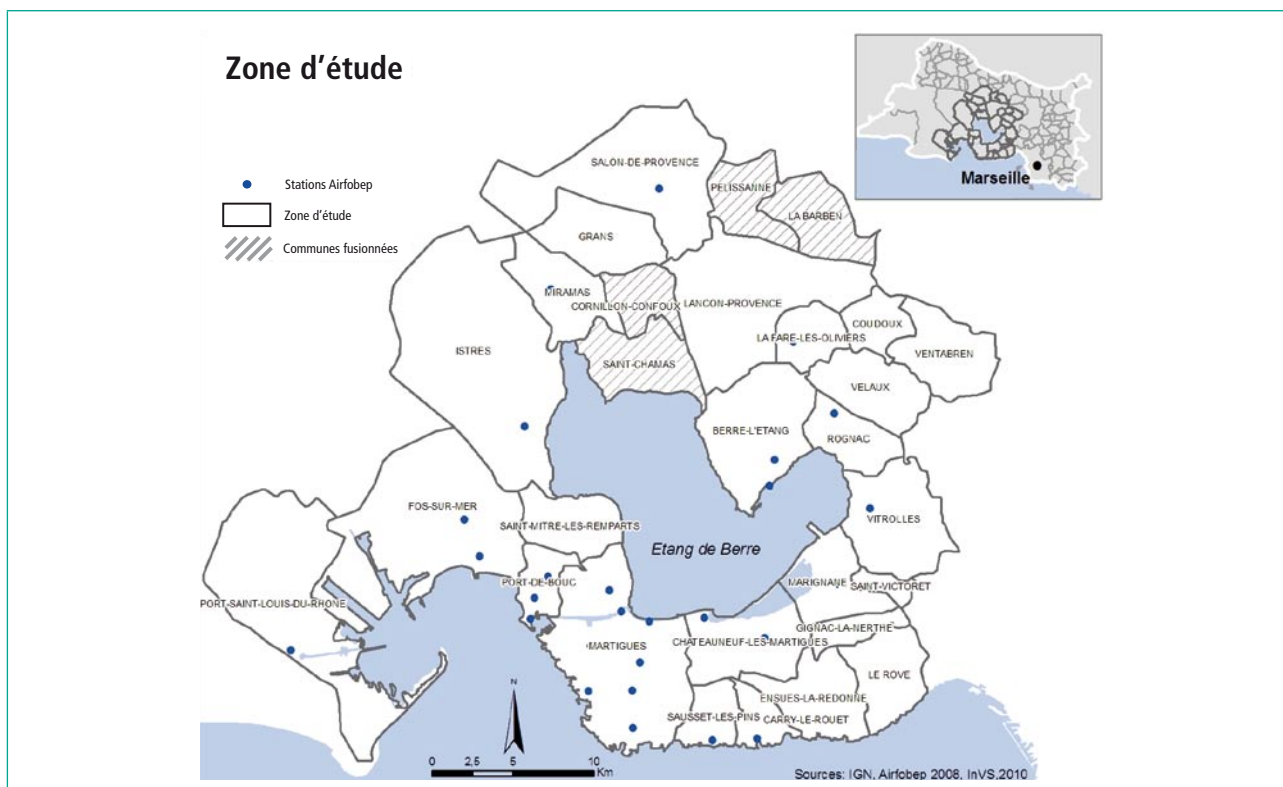 Zone d'étude
Marseille
Stations Airfobep
Zone d'étude
Communes fusionnées
SALON-DE-PROVENCE
PELISSANNE
LA BARBEN
GRANS
MIRAMAS
CORNILLON-CONFOUX
LANCON-PROVENCE
COUDOUX
LA FARE-LES-OLIVIERS
VENTABREN
ISTRES
SAINT-CHAMAS
VELAUX
BERRE-L'ETANG
ROGNAC
FOS-SUR-MER
SAINT-MITRE-LES-REMPARTS
VITROLLES
Etang de Berre
PORT-DE-BOUC
MARIGNANE
SAINT-VICTORET
PORT-SAINT-LOUIS-DU-RHONE
GIGNAC-LA-NERTHE
MARTIGUES
CHATEAUNEUF-LES-MARTIGUES
LE ROVE
ENSUES-LA-REDONNE
SAUSSET-LES-PINS
CARRY-LE-ROUET
N
0 2,5 5 10
Km
Sources: IGN, Airfobep 2008, InVS,2010